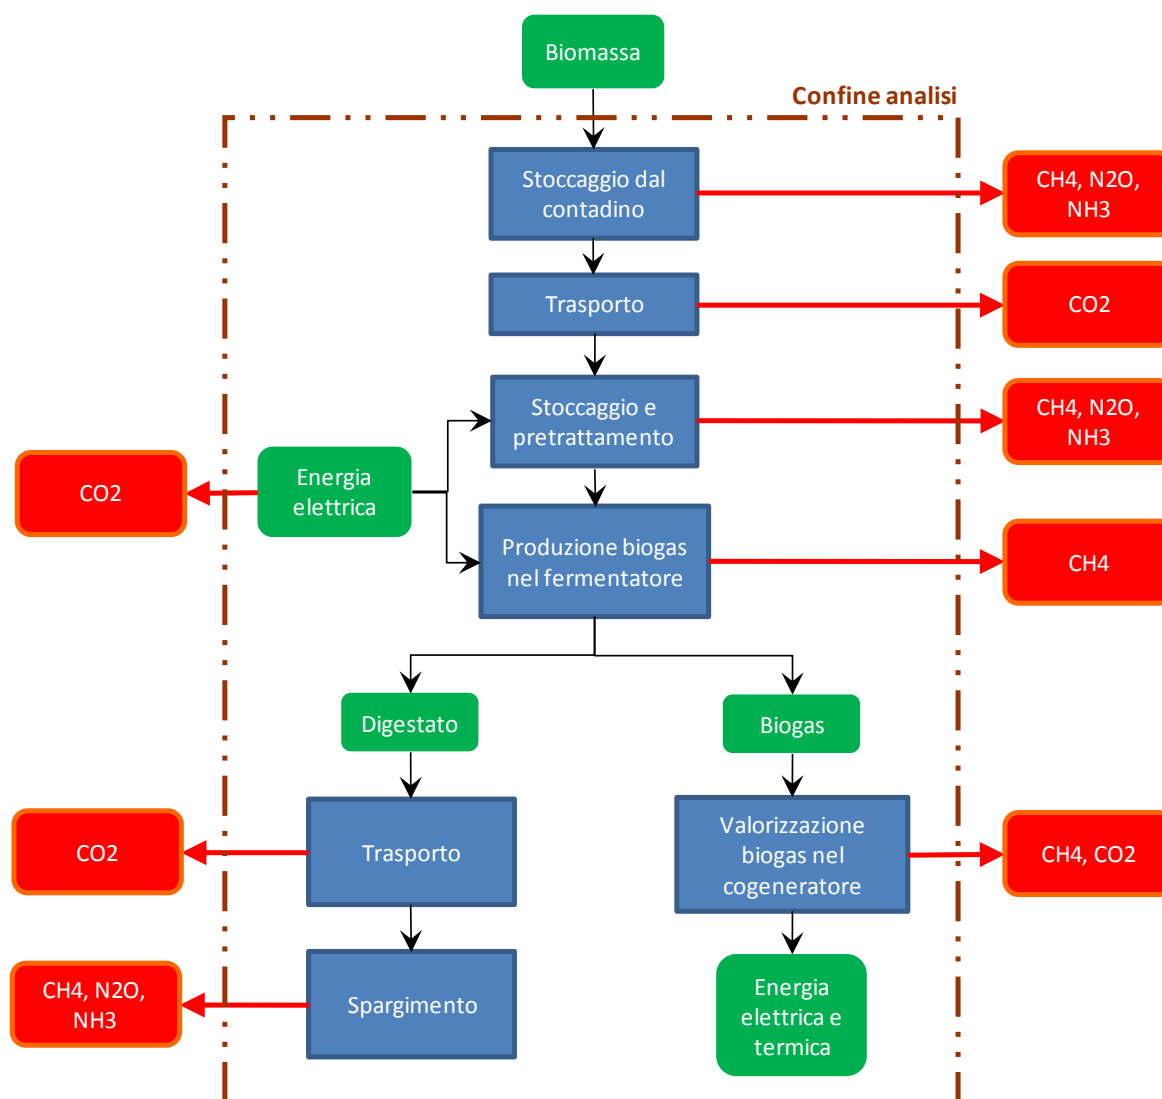 Biomassa
Confine analisi
Stoccaggio dal
contadino
CH4, N2O,
NH3
Trasporto
CO2
Stoccaggio e
pretrattamento
CH4, N2O,
NH3
CO2
Energia
elettrica
Produzione biogas
nel fermentatore
CH4
Digestato
Biogas
CO2
Trasporto
Valorizzazione
biogas nel
cogeneratore
CH4, CO2
CH4, N2O,
NH3
Spargimento
Energia
elettrica e
termica